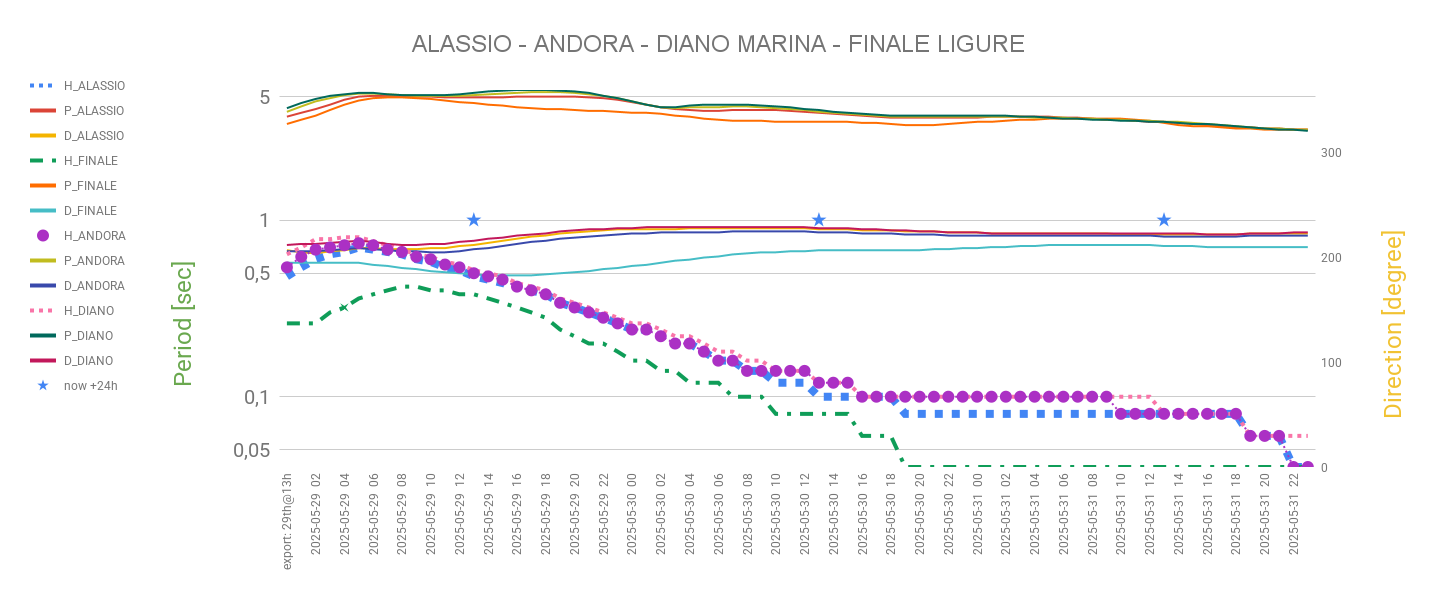 ALASSIO - ANDORA - DIANO MARINA - FINALE LIGURE
H_ALASSIO
P_ALASSIO
D_ALASSIO
H_FINALE
P_FINALE
D_FINALE
H_ANDORA
P_ANDORA
D_ANDORA
H_DIANO
P_DIANO
D_DIANO
now +24h
Period [sec]
5
1
0,5
0,1
0,05
300
200
100
0
Direction [degree]
export: 29th@13h
2025-05-29 02
2025-05-29 04
2025-05-29 06
2025-05-29 08
2025-05-29 10
2025-05-29 12
2025-05-29 14
2025-05-29 16
2025-05-29 18
2025-05-29 20
2025-05-29 22
2025-05-30 00
2025-05-30 02
2025-05-30 04
2025-05-30 06
2025-05-30 08
2025-05-30 10
2025-05-30 12
2025-05-30 14
2025-05-30 16
2025-05-30 18
2025-05-30 20
2025-05-30 22
2025-05-31 00
2025-05-31 02
2025-05-31 04
2025-05-31 06
2025-05-31 08
2025-05-31 10
2025-05-31 12
2025-05-31 14
2025-05-31 16
2025-05-31 18
2025-05-31 20
2025-05-31 22